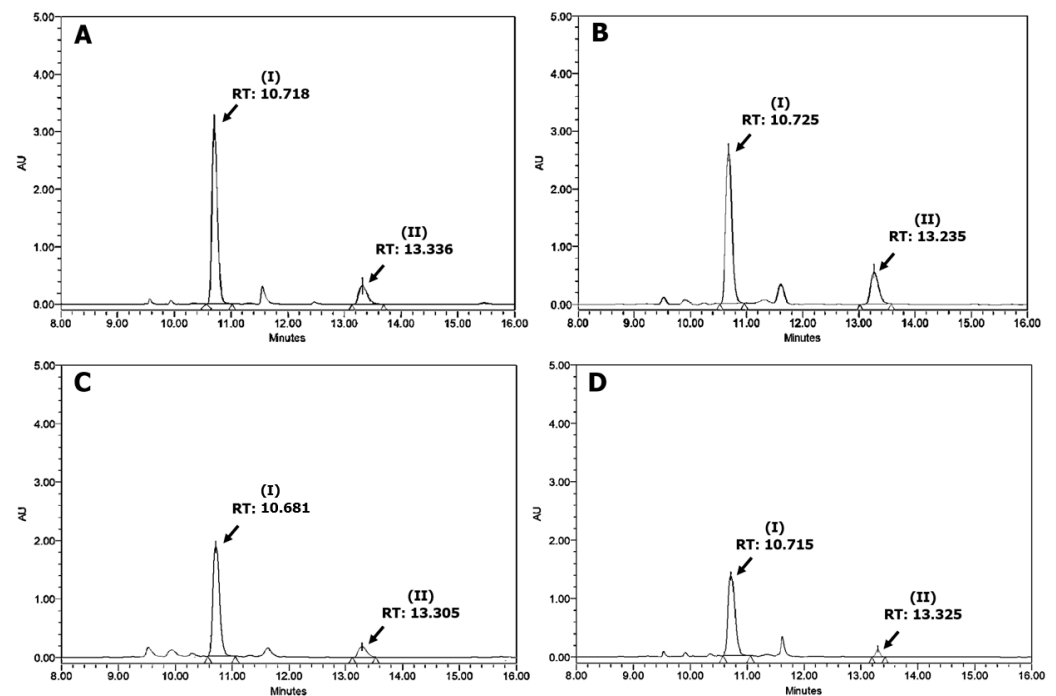 A
5.00
4.00
3.00
2.00
1.00
0.00
AU
(I)
RT: 10.718
(II)
RT: 13.336
8.00 9.00 10.00 11.00 12.00 13.00 14.00 15.00 16.00
Minutes
B
5.00
4.00
3.00
2.00
1.00
0.00
AU
(I)
RT: 10.725
(II)
RT: 13.235
8.00 9.00 10.00 11.00 12.00 13.00 14.00 15.00 16.00
Minutes
C
5.00
4.00
3.00
2.00
1.00
0.00
AU
(I)
RT: 10.681
(II)
RT: 13.305
8.00 9.00 10.00 11.00 12.00 13.00 14.00 15.00 16.00
Minutes
D
5.00
4.00
3.00
2.00
1.00
0.00
AU
(I)
RT: 10.715
(II)
RT: 13.325
8.00 9.00 10.00 11.00 12.00 13.00 14.00 15.00 16.00
Minutes